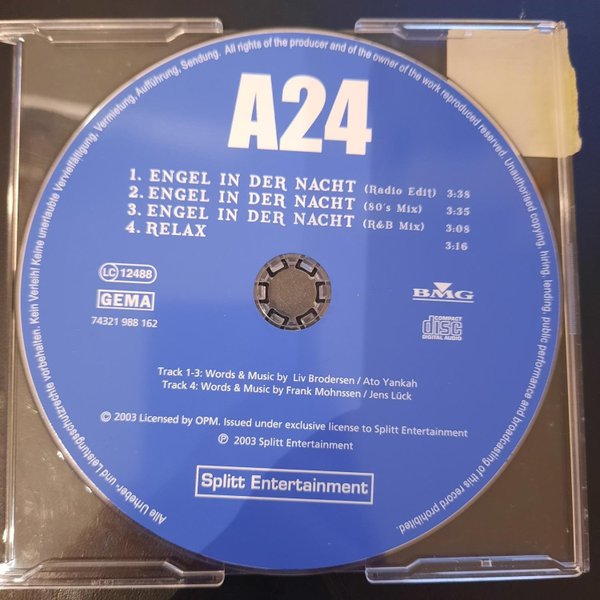 Alle Urheber- und Leistungsschutzrechte vorbehalten. Kein Verleih! Keine unerlaubte Vervielfältigung, Vermietung, Aufführung, Sendung. All rights of the producer and of the owner of the work reproduced reserved. Unauthorised copying, hiring, lending, public performance and broadcasting of this record prohibited.
A24
1. ENGEL IN DER NACHT (Radio Edit) 3:38
2. ENGEL IN DER NACHT (80's Mix) 3:35
3. ENGEL IN DER NACHT (R&B Mix) 3:08
4. RELAX 3:16
LC 12488
GEMA
74321 988 162
BMG
COMPACT
disc
DIGITAL AUDIO
Track 1-3: Words & Music by Liv Brodersen / Ato Yankah
Track 4: Words & Music by Frank Mohnssen / Jens Lück
© 2003 Licensed by OPM. Issued under exclusive license to Splitt Entertainment
℗ 2003 Splitt Entertainment
Splitt Entertainment